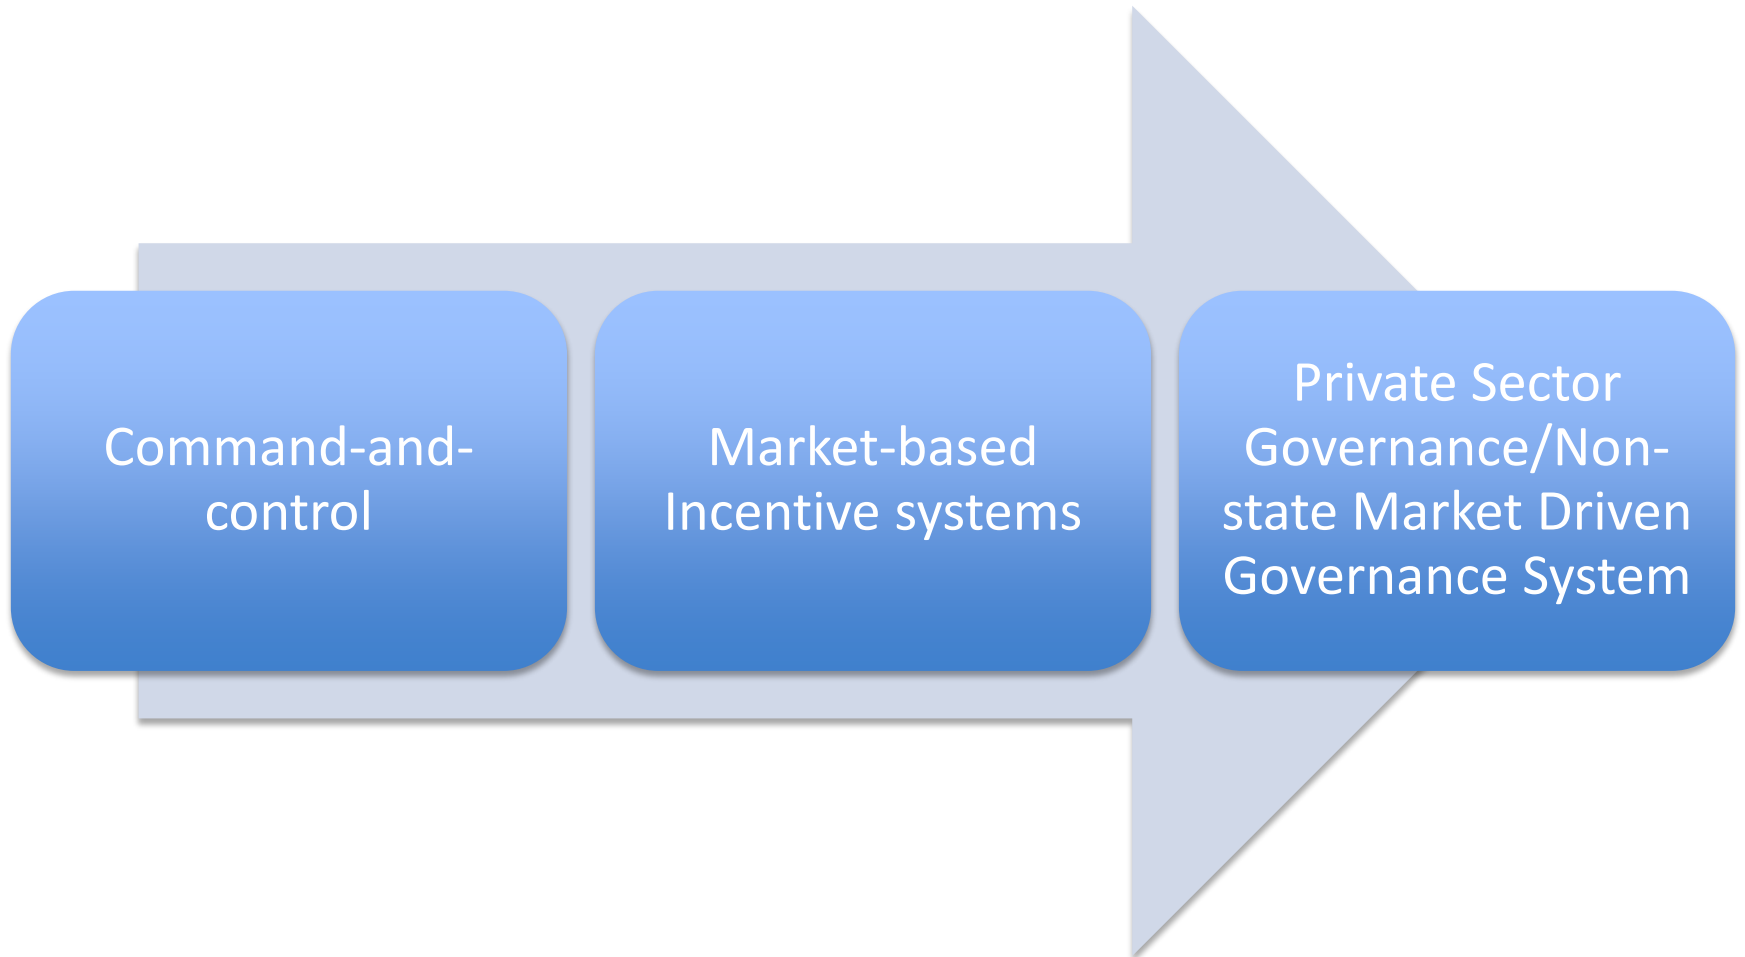 Command-and-
control
Market-based
Incentive systems
Private Sector
Governance/Non-
state Market Driven
Governance System